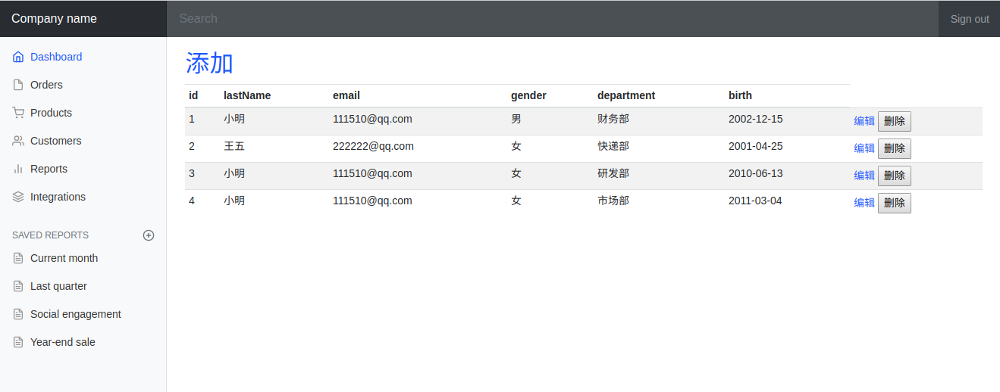 Company name Search Sign out
Dashboard
Orders
Products
Customers
Reports
Integrations
SAVED REPORTS
Current month
Last quarter
Social engagement
Year-end sale
添加
id lastName email gender department birth
1 小明 111510@qq.com 男 财务部 2002-12-15 编辑 删除
2 王五 222222@qq.com 女 快递部 2001-04-25 编辑 删除
3 小明 111510@qq.com 女 研发部 2010-06-13 编辑 删除
4 小明 111510@qq.com 女 市场部 2011-03-04 编辑 删除